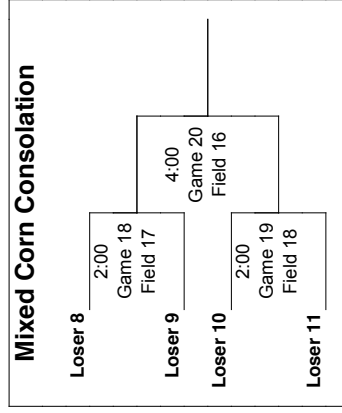 Mixed Corn Consolation
Loser 8
2:00
Game 18
Field 17
Loser 9
4:00
Game 20
Field 16
Loser 10
2:00
Game 19
Field 18
Loser 11